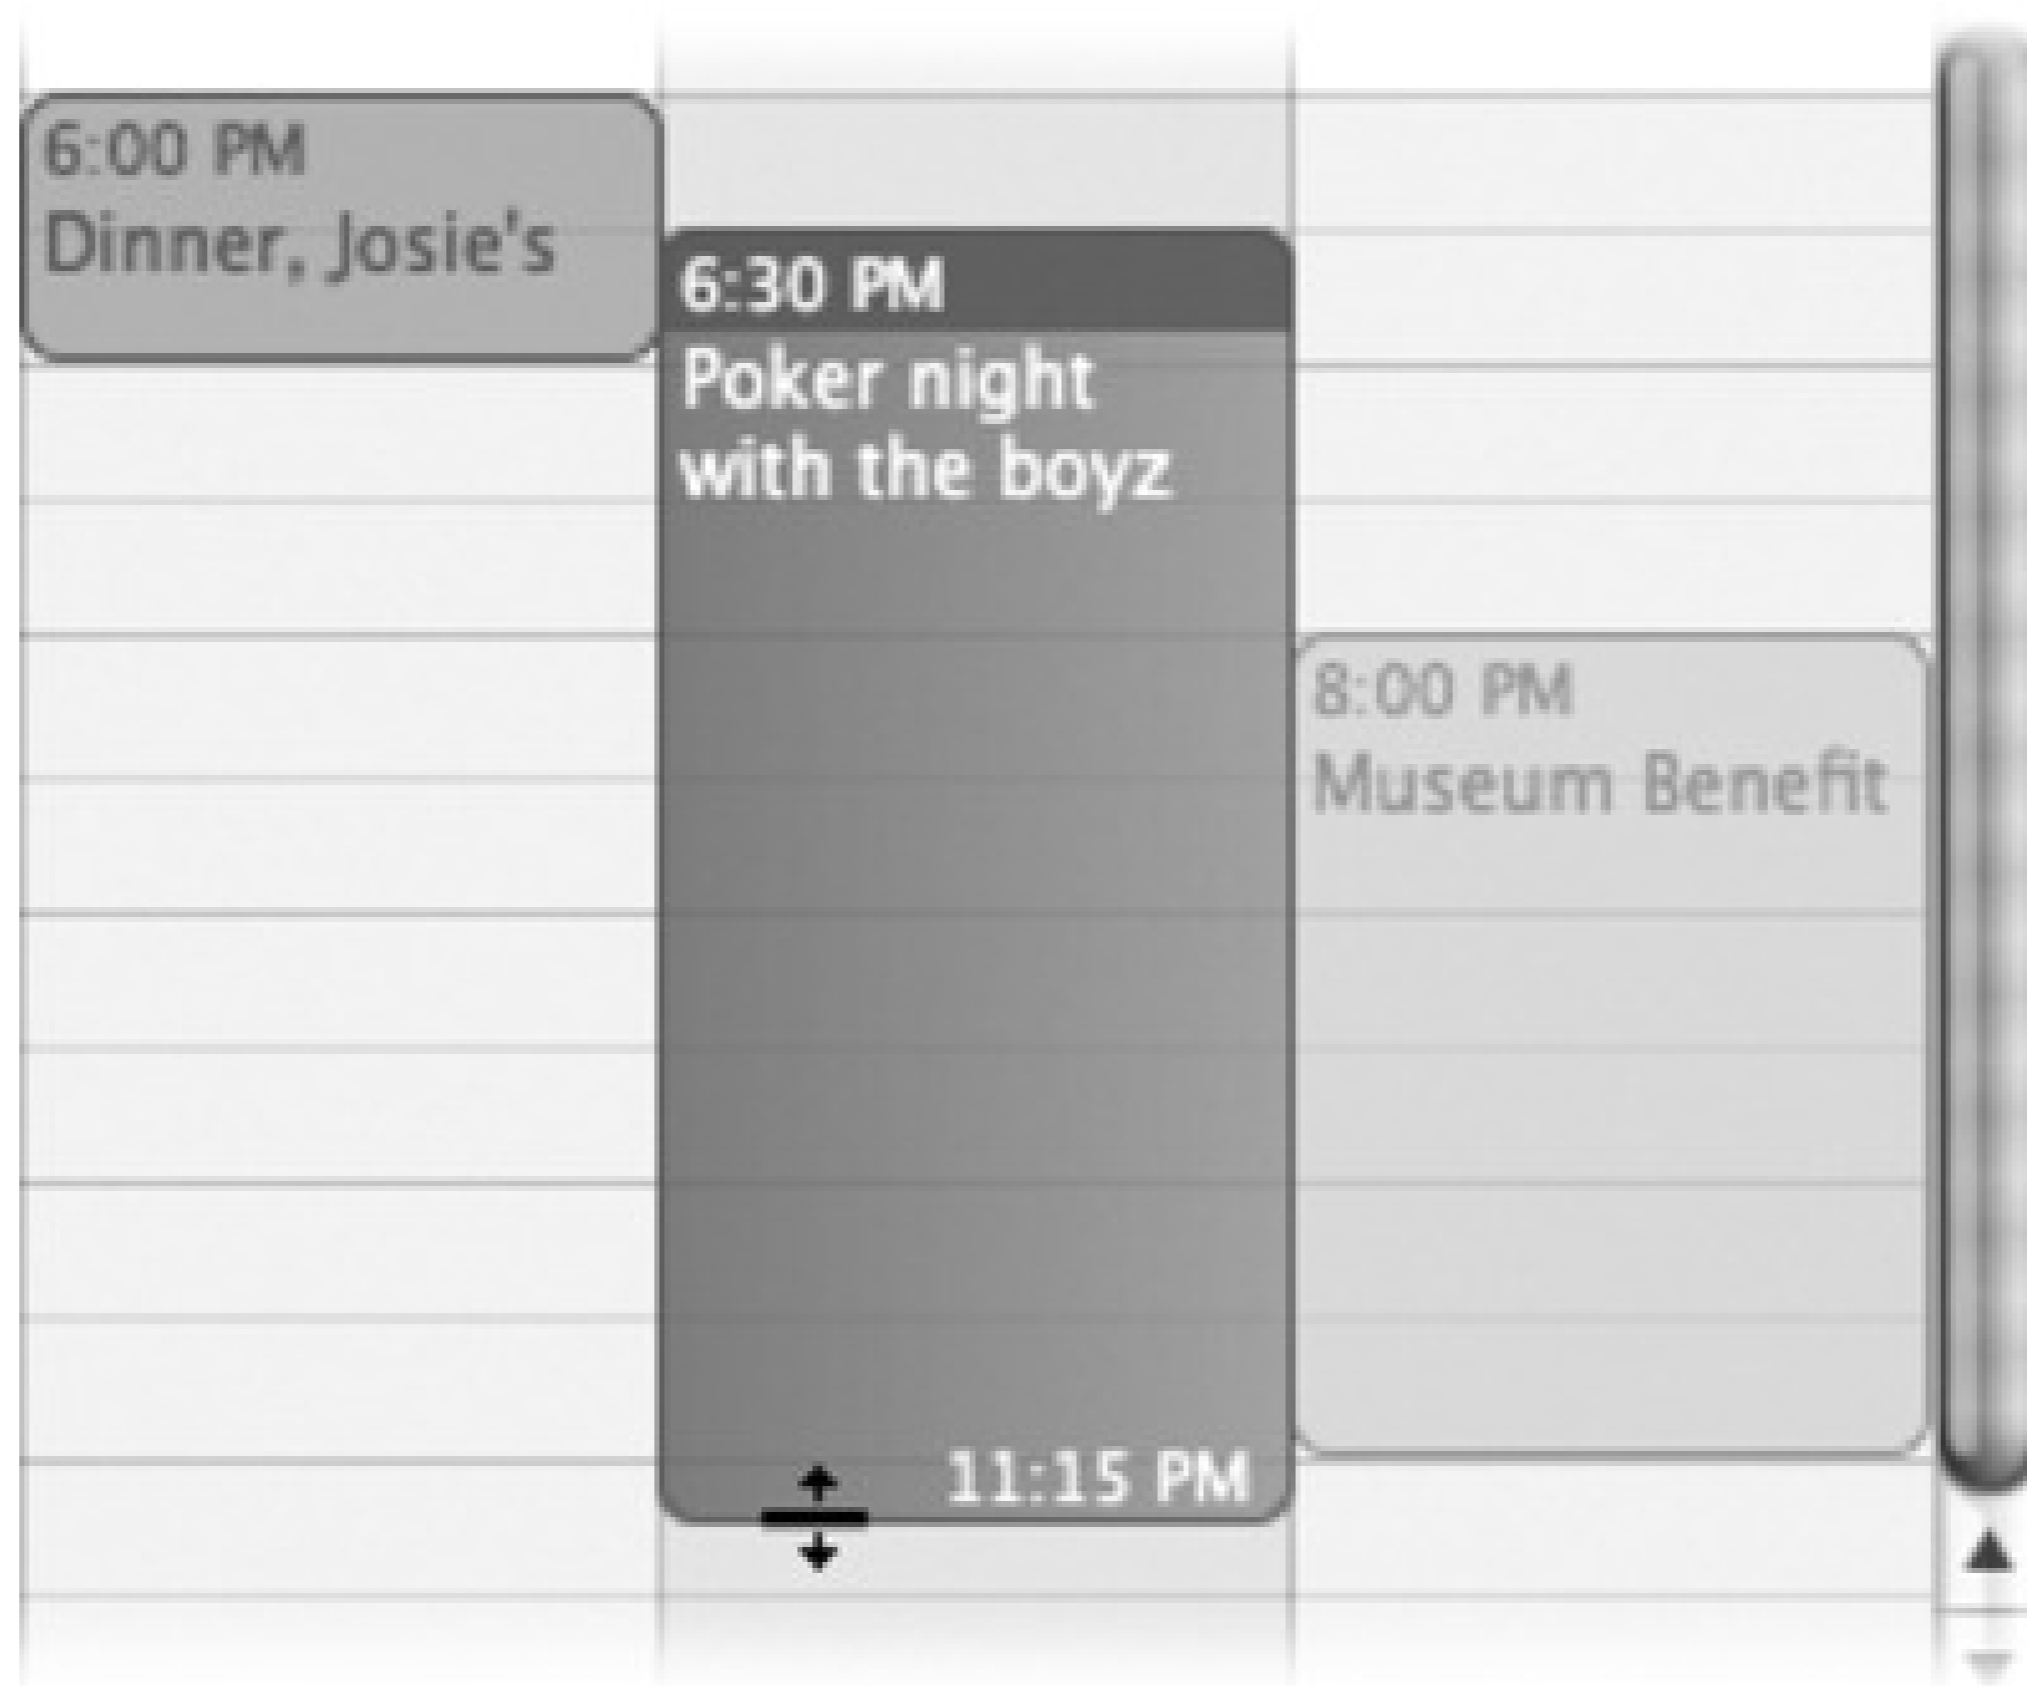 6:00 PM
Dinner, Josie's
6:30 PM
Poker night
with the boyz
11:15 PM
8:00 PM
Museum Benefit